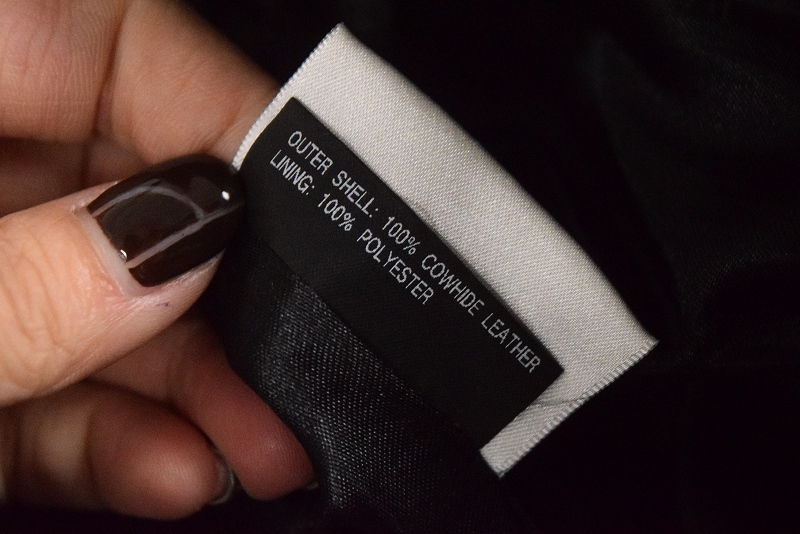 OUTER SHELL: 100% COWHIDE LEATHER
LINING: 100% POLYESTER